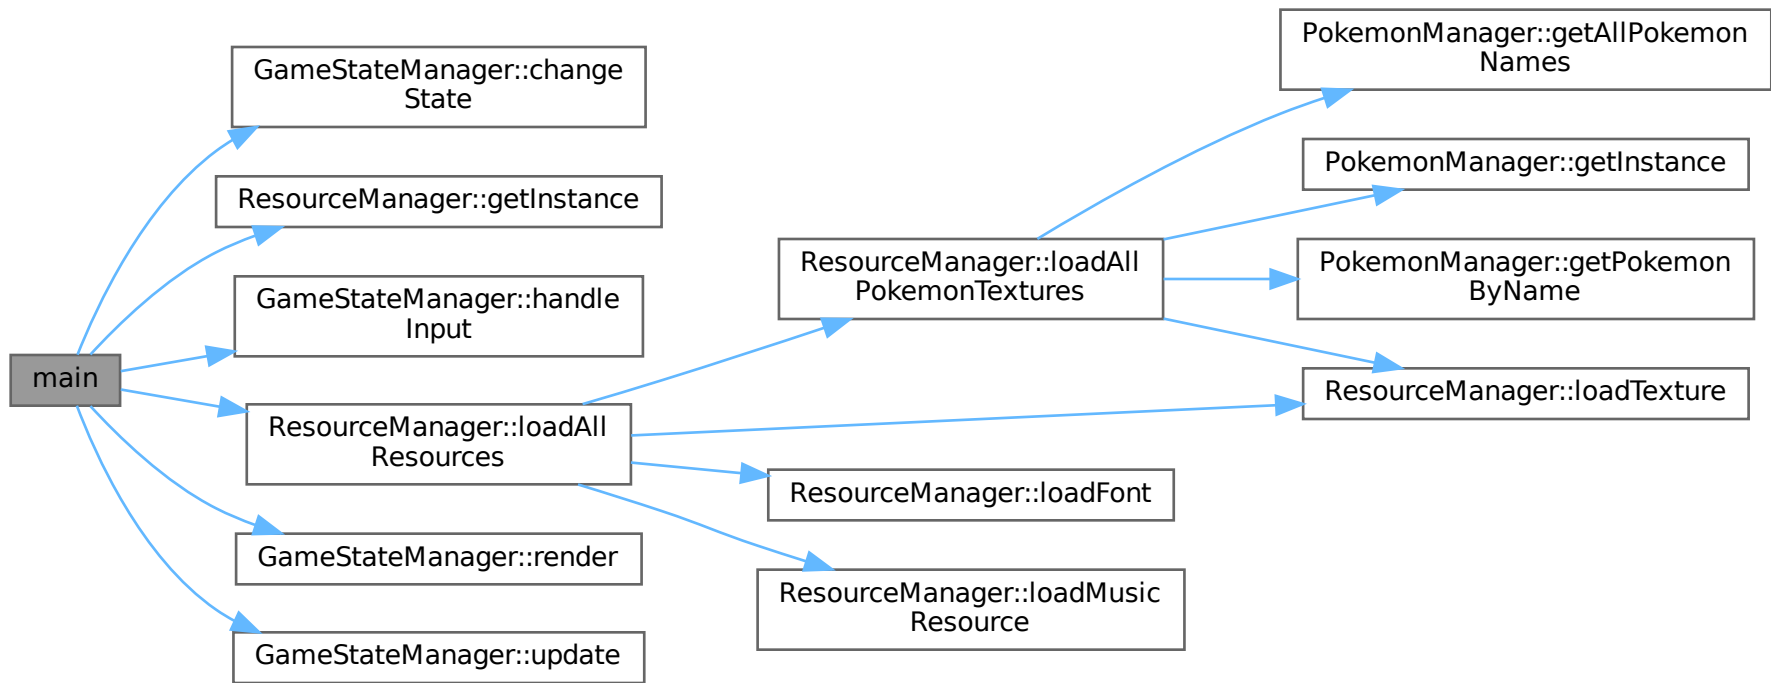 main
GameStateManager::change
State
ResourceManager::getInstance
GameStateManager::handle
Input
ResourceManager::loadAll
Resources
GameStateManager::render
GameStateManager::update
ResourceManager::loadAll
PokemonTextures
ResourceManager::loadFont
ResourceManager::loadMusic
Resource
PokemonManager::getAllPokemon
Names
PokemonManager::getInstance
PokemonManager::getPokemon
ByName
ResourceManager::loadTexture